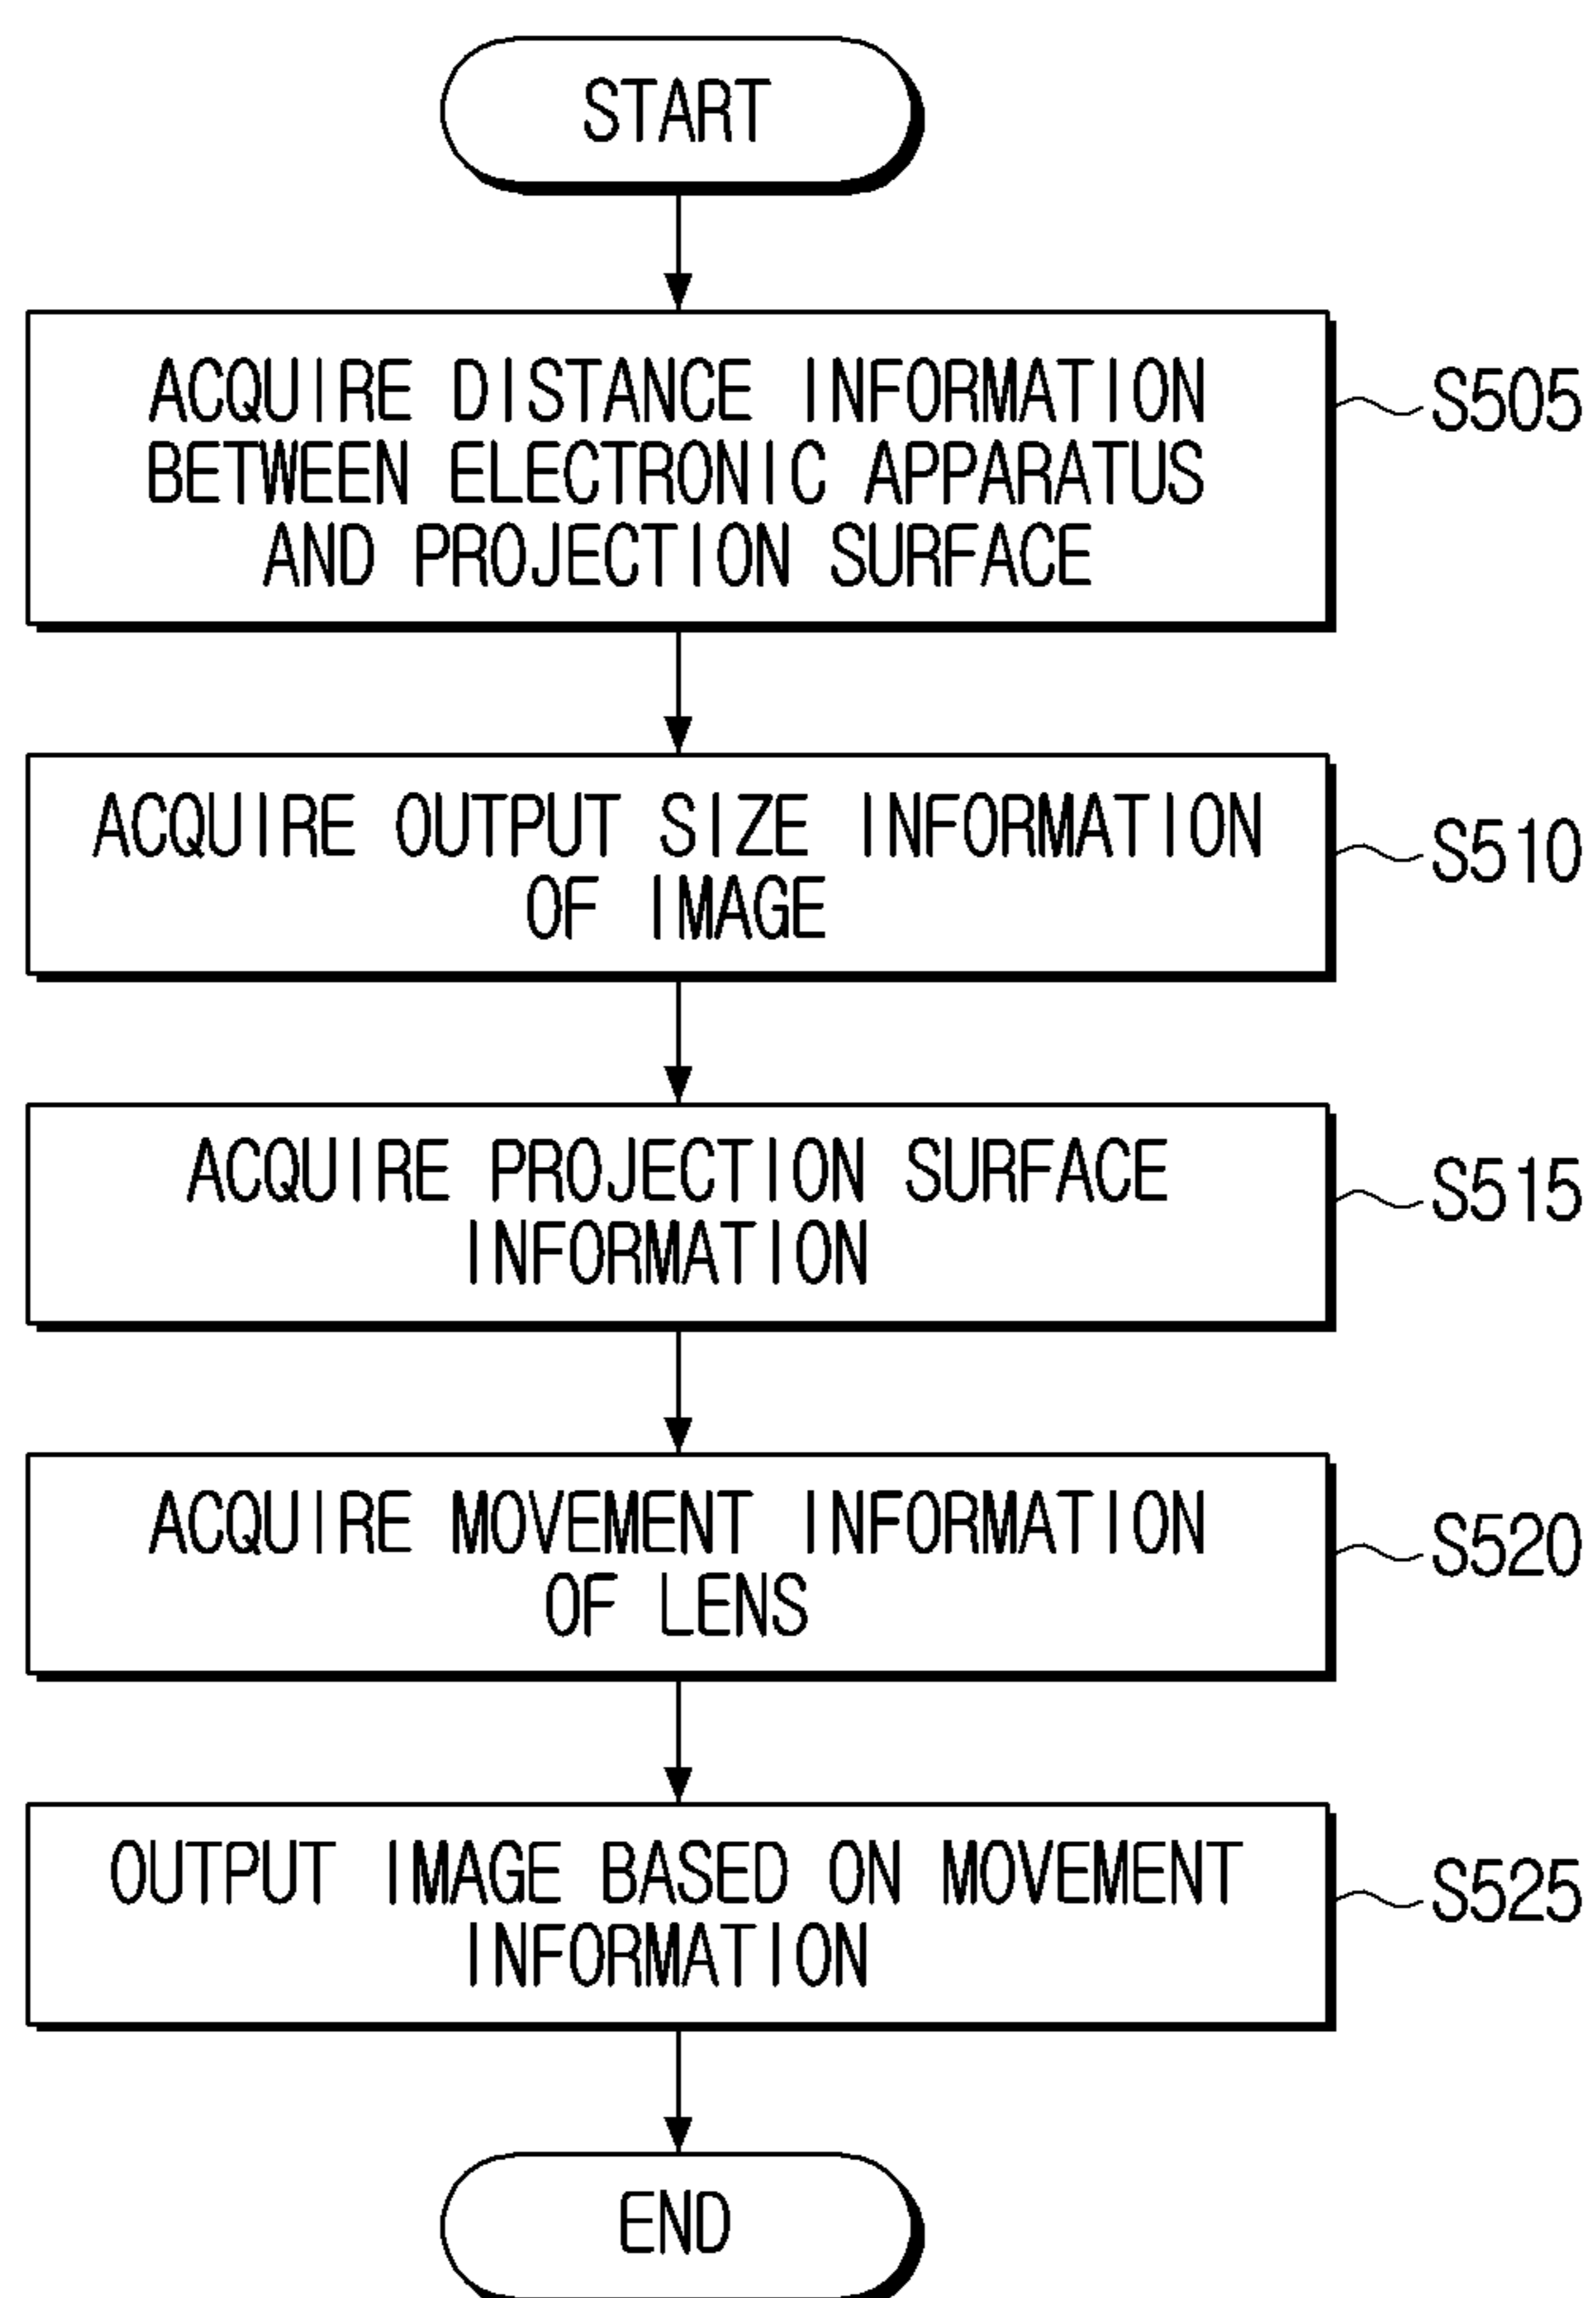 START
ACQUIRE DISTANCE INFORMATION
BETWEEN ELECTRONIC APPARATUS
AND PROJECTION SURFACE
S505
ACQUIRE OUTPUT SIZE INFORMATION
OF IMAGE
S510
ACQUIRE PROJECTION SURFACE
INFORMATION
S515
ACQUIRE MOVEMENT INFORMATION
OF LENS
S520
OUTPUT IMAGE BASED ON MOVEMENT
INFORMATION
S525
END